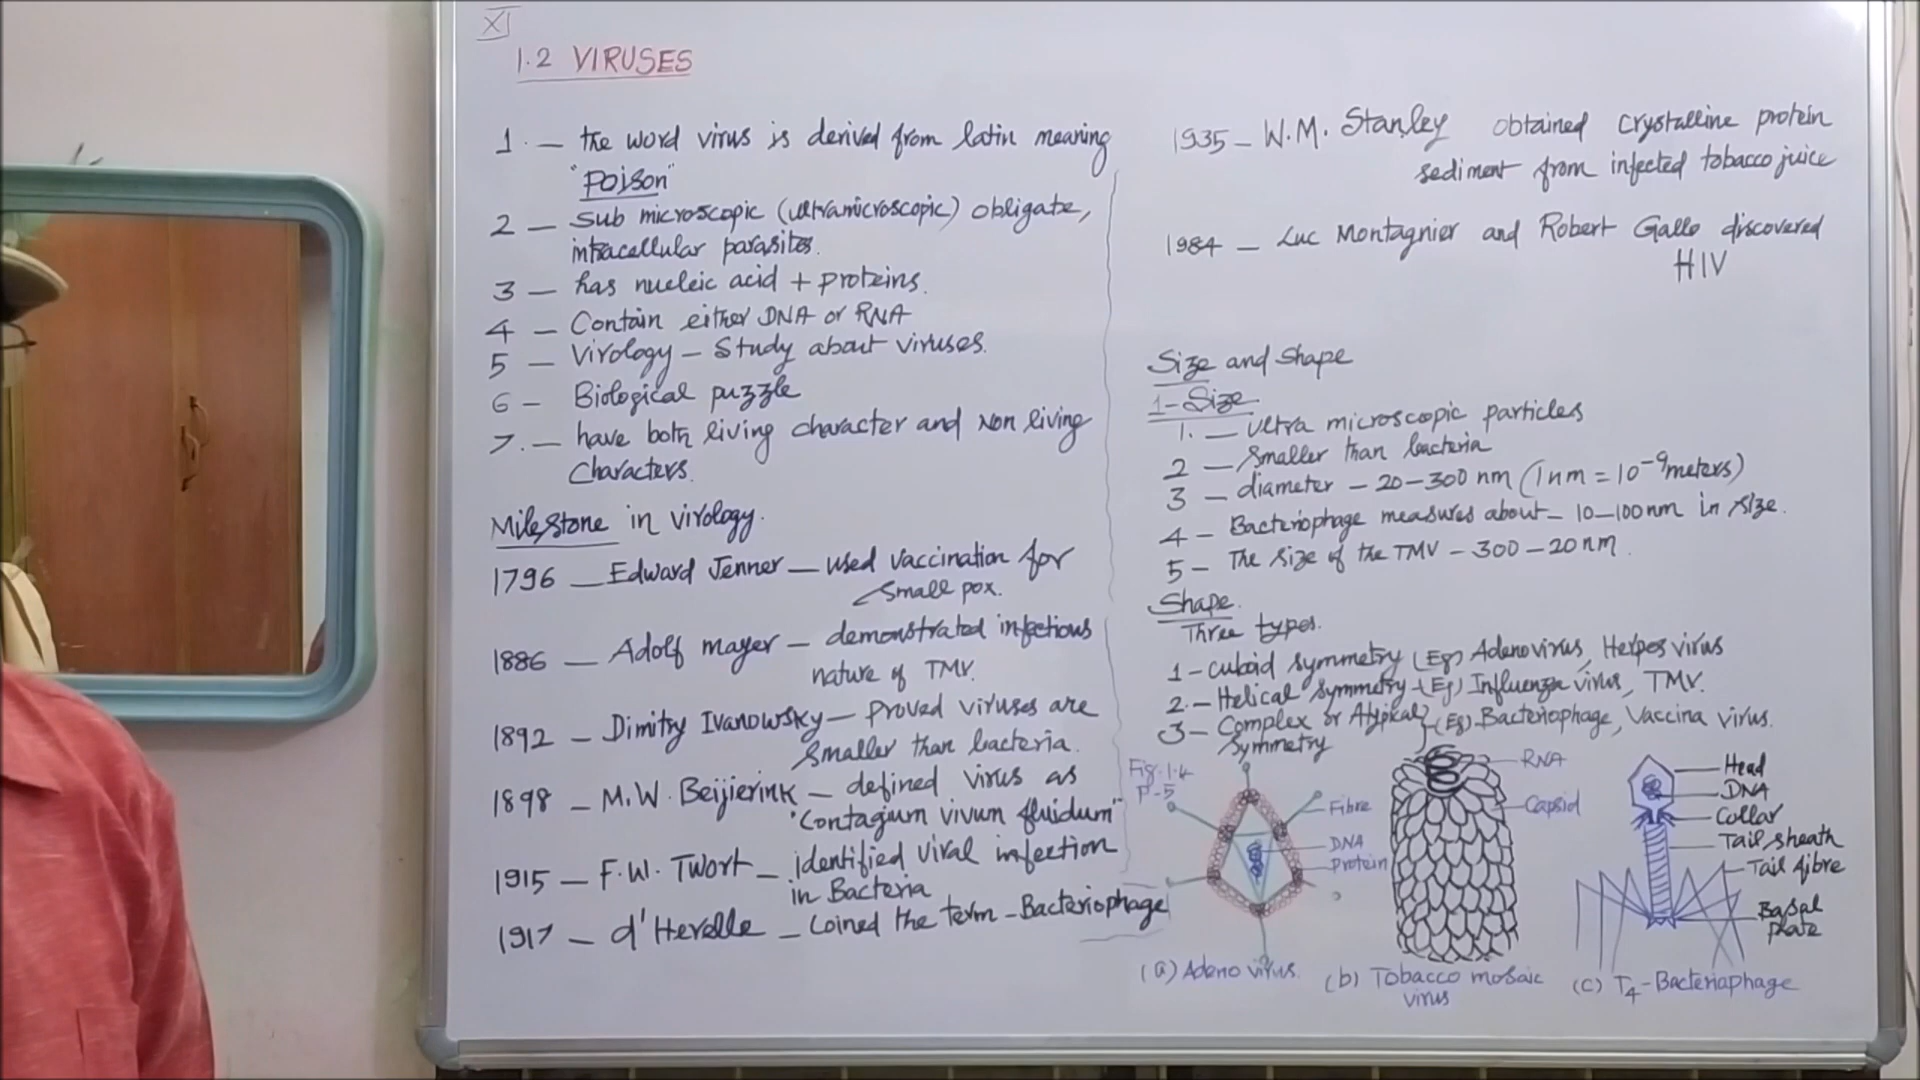 XI
1.2 VIRUSES
1. — the word virus is derived from latin meaning
"Poison"
2 — Sub microscopic (ultramicroscopic) obligate,
intracellular parasites.
3 — has nucleic acid + proteins.
4 — Contain either DNA or RNA
5 — Virology — Study about viruses.
6 — Biological puzzle
7. — have both living character and Non living
Characters.
Milestone in virology.
1796 — Edward Jenner — used vaccination for
Small pox.
1886 — Adolf mayer — demonstrated infectious
nature of TMV.
1892 — Dimitry Ivanowsky — Proved viruses are
Smaller than bacteria.
1898 — M.W. Beijierink — defined virus as
"Contagium vivum fluidum"
1915 — F.W. Twort — identified viral infection
in Bacteria
1917 — d'Herelle — Coined the term - Bacteriophage
1935 — W.M. Stanley obtained crystalline protein
sediment from infected tobacco juice
1984 — Luc Montagnier and Robert Gallo discovered
HIV
Size and shape
1-Size
1. — Ultra microscopic particles
2 — Smaller than bacteria
3 — diameter — 20-300 nm (1nm = 10⁻⁹meters)
4 — Bacteriophage measures about — 10-100nm in size.
5 — The size of the TMV — 300-20nm.
Shape.
Three types.
1 - Cuboid symmetry (Eg) Adenovirus, Herpes virus
2 - Helical Symmetry - (Eg) Influenza virus, TMV.
3 - Complex or Atypical} (Eg). Bacteriophage, Vaccina virus.
Symmetry
Fig.1.4
P-5
Fibre
DNA
Protein
(a) Adeno virus.
RNA
Capsid
(b) Tobacco mosaic
virus
Head
DNA
Collar
Tail sheath
Tail fibre
Basal
plate
(c) T₄-Bacteriaphage